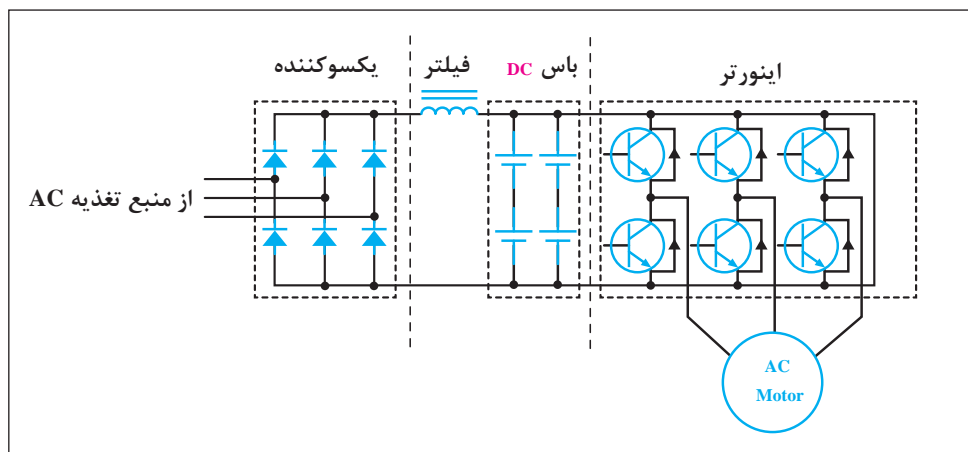 یکسوکننده
فیلتر
باس DC
اینورتر
از منبع تغذیه AC
AC
Motor